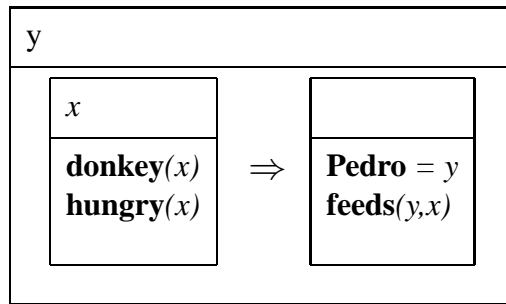 y
x
donkey(x) ⇒ Pedro = y
hungry(x) feeds(y,x)